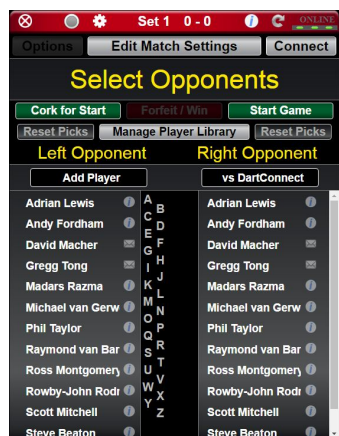 Set 1 0 - 0 ONLINE
Options Edit Match Settings Connect
Select Opponents
Cork for Start Forfeit / Win Start Game
Reset Picks Manage Player Library Reset Picks
Left Opponent Right Opponent
Add Player vs DartConnect
Adrian Lewis A Adrian Lewis
B
Andy Fordham C Andy Fordham
D
E
David Macher F David Macher
G
Gregg Tong H Gregg Tong
I
J
Madars Razma K Madars Razma
L
Michael van Gerw M Michael van Gerw
N
O
Phil Taylor P Phil Taylor
Q
Raymond van Bar R Raymond van Bar
S
T
Ross Montgomery U Ross Montgomery
V
Rowby-John Rodr W Rowby-John Rodr
X
Y
Scott Mitchell Z Scott Mitchell
Steve Beaton Steve Beaton